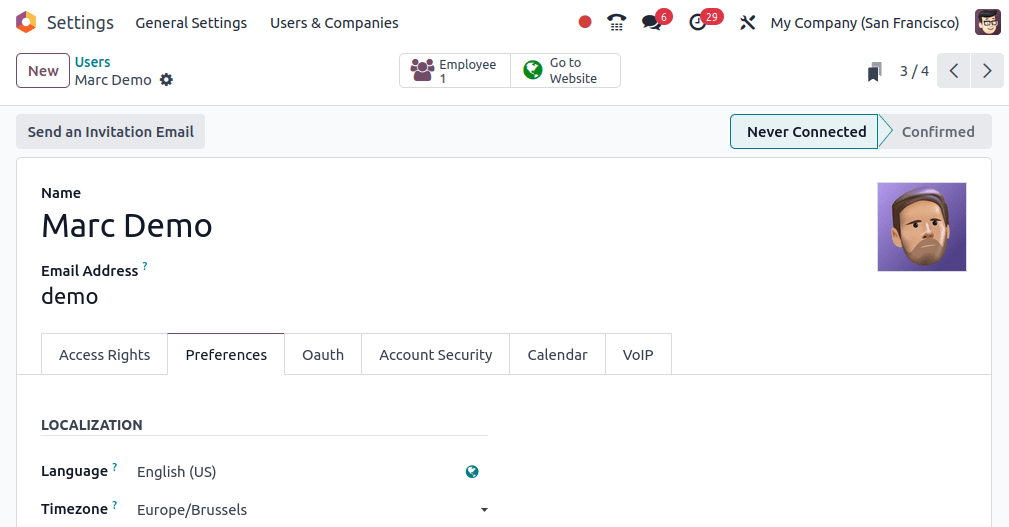 Settings General Settings Users & Companies 6 29 My Company (San Francisco)
New Users Employee Go to 3 / 4
Marc Demo 1 Website
Send an Invitation Email Never Connected Confirmed
Name
Marc Demo
Email Address ?
demo
Access Rights Preferences Oauth Account Security Calendar VoIP
LOCALIZATION
Language ? English (US)
Timezone ? Europe/Brussels